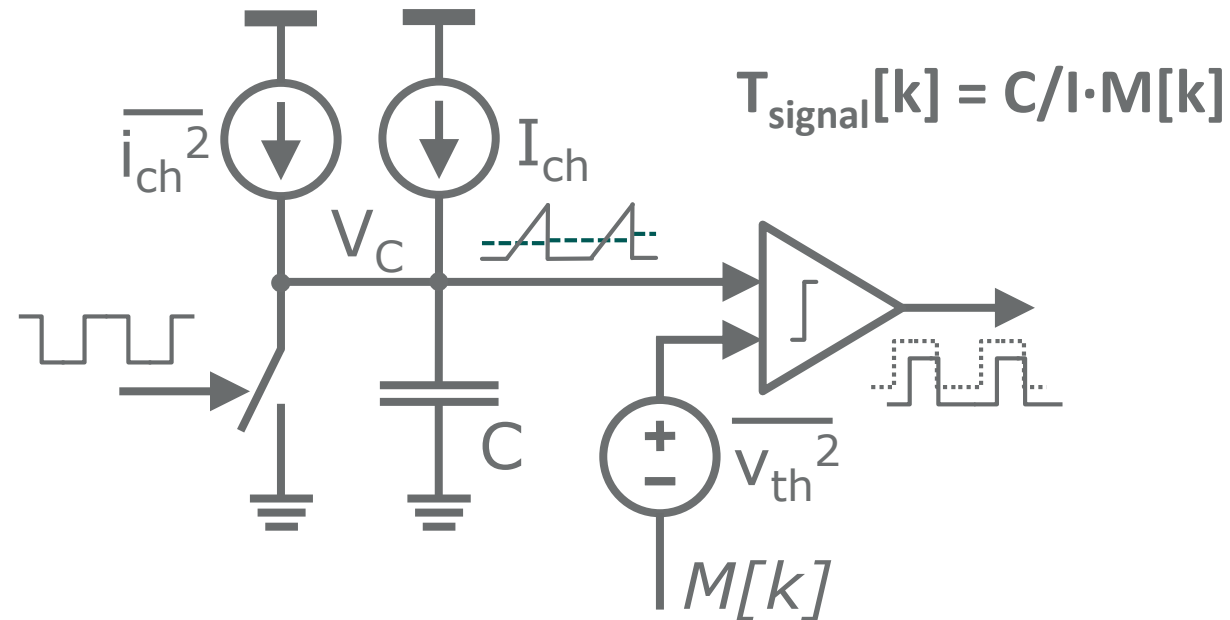 T_signal[k] = C/I·M[k]
i_ch²
I_ch
V_C
C
v_th²
M[k]